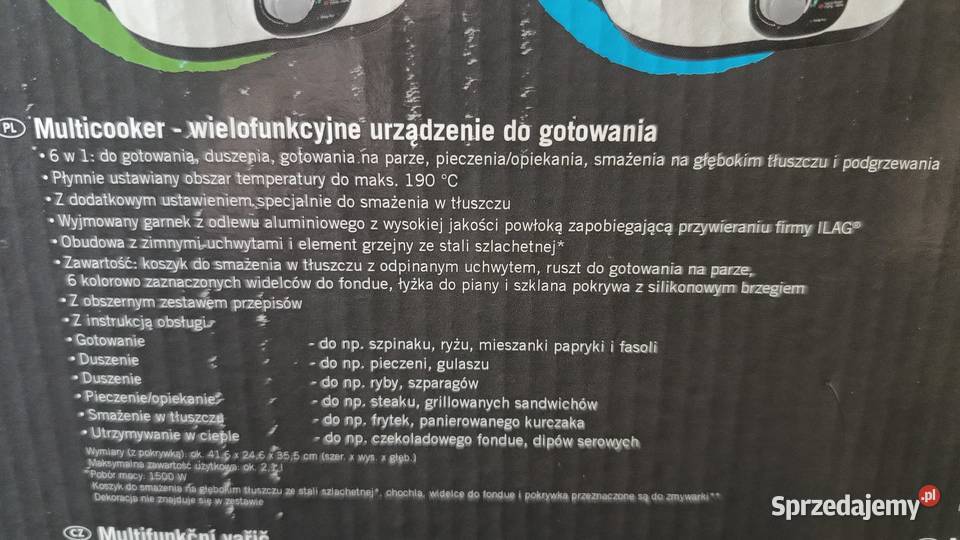 PL Multicooker - wielofunkcyjne urządzenie do gotowania
• 6 w 1: do gotowania, duszenia, gotowania na parze, pieczenia/opiekania, smażenia na głębokim tłuszczu i podgrzewania
• Płynnie ustawiany obszar temperatury do maks. 190 °C
• Z dodatkowym ustawieniem specjalnie do smażenia w tłuszczu
• Wyjmowany garnek z odlewu aluminiowego z wysokiej jakości powłoką zapobiegającą przywieraniu firmy ILAG®
• Obudowa z zimnymi uchwytami i element grzejny ze stali szlachetnej*
• Zawartość: koszyk do smażenia w tłuszczu z odpinanym uchwytem, ruszt do gotowania na parze,
6 kolorowo zaznaczonych widelców do fondue, łyżka do piany i szklana pokrywa z silikonowym brzegiem
• Z obszernym zestawem przepisów
• Z instrukcją obsługi
• Gotowanie - do np. szpinaku, ryżu, mieszanki papryki i fasoli
• Duszenie - do np. pieczeni, gulaszu
• Duszenie - do np. ryby, szparagów
• Pieczenie/opiekanie - do np. steaku, grillowanych sandwichów
• Smażenie w tłuszczu - do np. frytek, panierowanego kurczaka
• Utrzymywanie w cieple - do np. czekoladowego fondue, dipów serowych
Wymiary (z pokrywką): ok. 41,5 x 24,6 x 35,5 cm (szer. x wys. x głęb.)
Maksymalna zawartość użytkowa: ok. 2,1 l
*Pobór mocy: 1500 W
Koszyk do smażenia na głębokim tłuszczu ze stali szlachetnej*, chochla, widelce do fondue i pokrywka przeznaczone są do zmywarki**
Dekoracja nie znajduje się w zestawie
CZ Multifunkční vařič
Sprzedajemy.pl